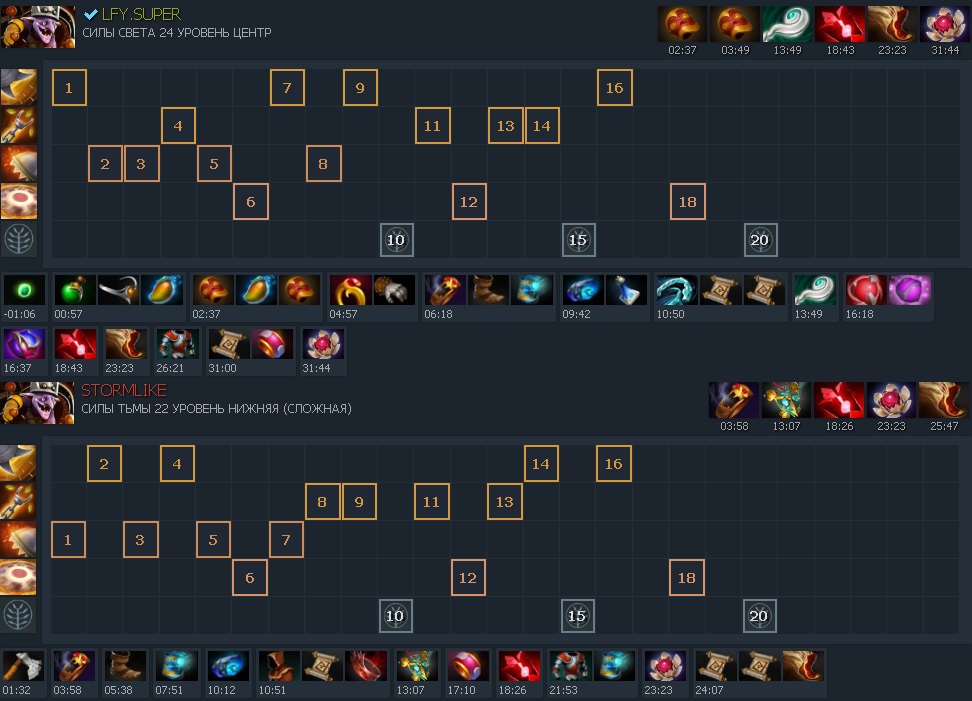 LFY.SUPER
СИЛЫ СВЕТА 24 УРОВЕНЬ ЦЕНТР
02:37 03:49 13:49 18:43 23:23 31:44
1 7 9 16
4 11 13 14
2 3 5 8
6 12 18
10 15 20
-01:06 00:57 02:37 04:57 06:18 09:42 10:50 13:49 16:18
16:37 18:43 23:23 26:21 31:00 31:44
STORMLIKE
СИЛЫ ТЬМЫ 22 УРОВЕНЬ НИЖНЯЯ (СЛОЖНАЯ)
03:58 13:07 18:26 23:23 25:47
2 4 14 16
8 9 11 13
1 3 5 7
6 12 18
10 15 20
01:32 03:58 05:38 07:51 10:12 10:51 13:07 17:10 18:26 21:53 23:23 24:07